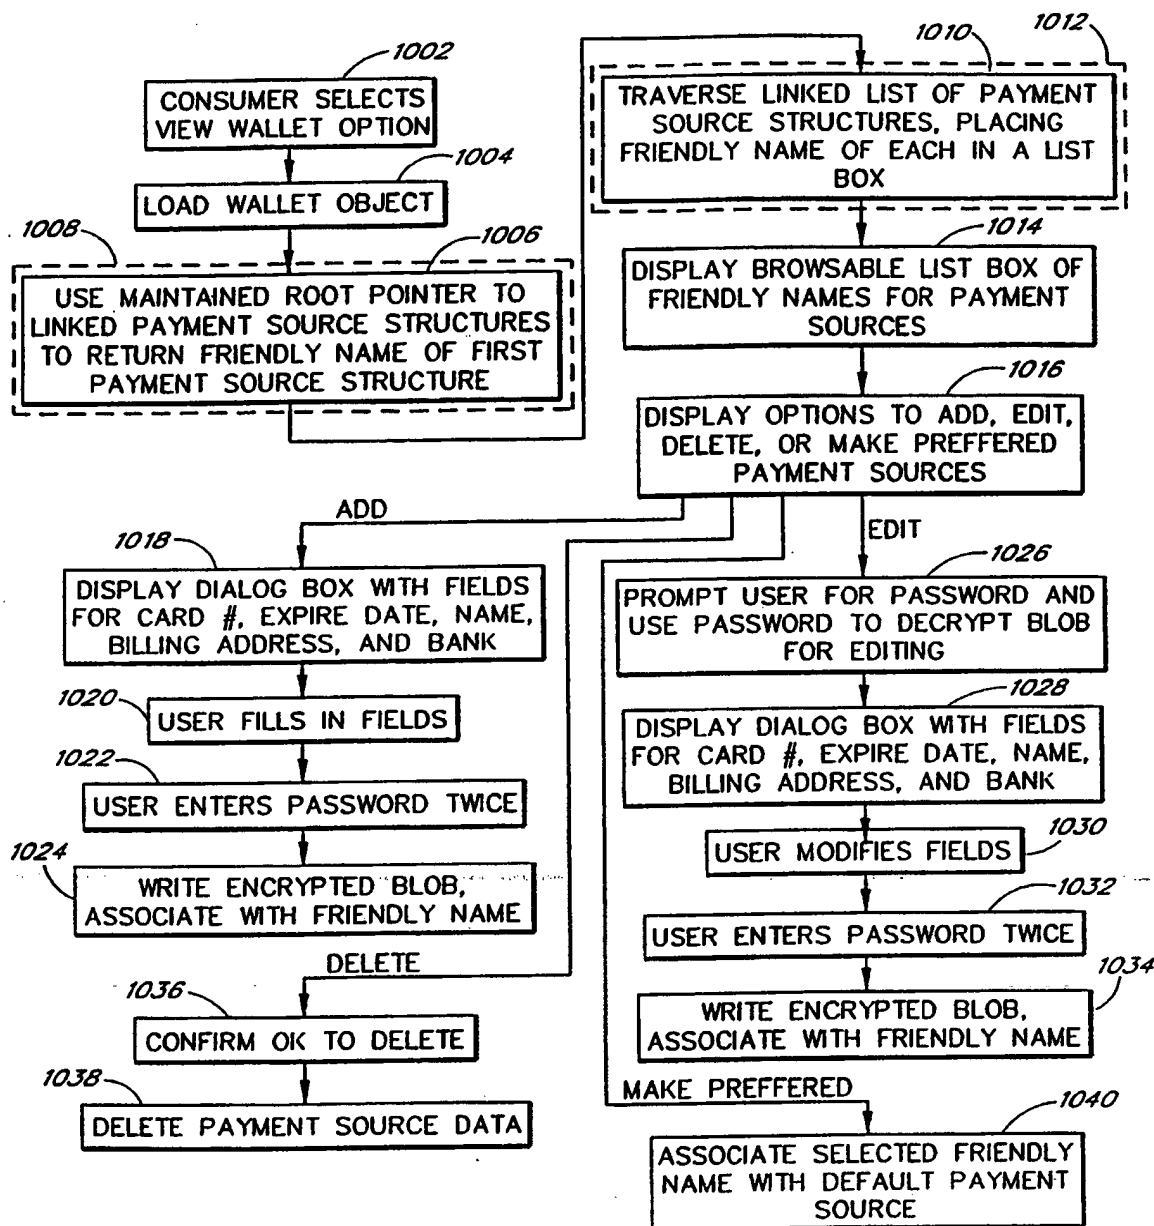 1002
CONSUMER SELECTS
VIEW WALLET OPTION
1004
LOAD WALLET OBJECT
1008
1006
USE MAINTAINED ROOT POINTER TO
LINKED PAYMENT SOURCE STRUCTURES
TO RETURN FRIENDLY NAME OF FIRST
PAYMENT SOURCE STRUCTURE
1010
1012
TRAVERSE LINKED LIST OF PAYMENT
SOURCE STRUCTURES, PLACING
FRIENDLY NAME OF EACH IN A LIST
BOX
1014
DISPLAY BROWSABLE LIST BOX OF
FRIENDLY NAMES FOR PAYMENT
SOURCES
1016
DISPLAY OPTIONS TO ADD, EDIT,
DELETE, OR MAKE PREFFERED
PAYMENT SOURCES
ADD
1018
DISPLAY DIALOG BOX WITH FIELDS
FOR CARD #, EXPIRE DATE, NAME,
BILLING ADDRESS, AND BANK
1020
USER FILLS IN FIELDS
1022
USER ENTERS PASSWORD TWICE
1024
WRITE ENCRYPTED BLOB,
ASSOCIATE WITH FRIENDLY NAME
EDIT
1026
PROMPT USER FOR PASSWORD AND
USE PASSWORD TO DECRYPT BLOB
FOR EDITING
1028
DISPLAY DIALOG BOX WITH FIELDS
FOR CARD #, EXPIRE DATE, NAME,
BILLING ADDRESS, AND BANK
1030
USER MODIFIES FIELDS
1032
USER ENTERS PASSWORD TWICE
1034
WRITE ENCRYPTED BLOB,
ASSOCIATE WITH FRIENDLY NAME
DELETE
1036
CONFIRM OK TO DELETE
1038
DELETE PAYMENT SOURCE DATA
MAKE PREFFERED
1040
ASSOCIATE SELECTED FRIENDLY
NAME WITH DEFAULT PAYMENT
SOURCE